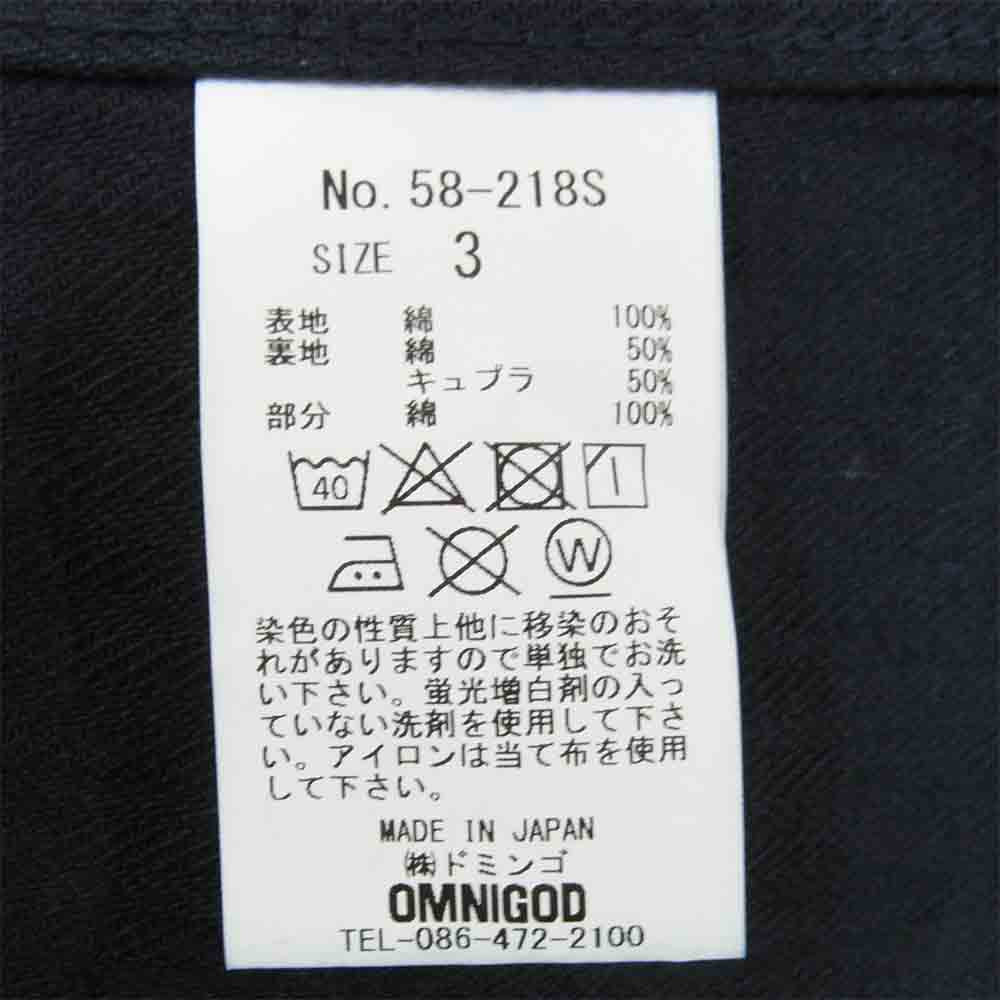 No. 58-218S
SIZE 3
表地 綿 100%
裏地 綿 50%
キュプラ 50%
部分 綿 100%
40
W
染色の性質上他に移染のおそ
れがありますので単独でお洗
い下さい。蛍光増白剤の入っ
ていない洗剤を使用して下さ
い。アイロンは当て布を使用
して下さい。
MADE IN JAPAN
㈱ドミンゴ
OMNIGOD
TEL-086-472-2100